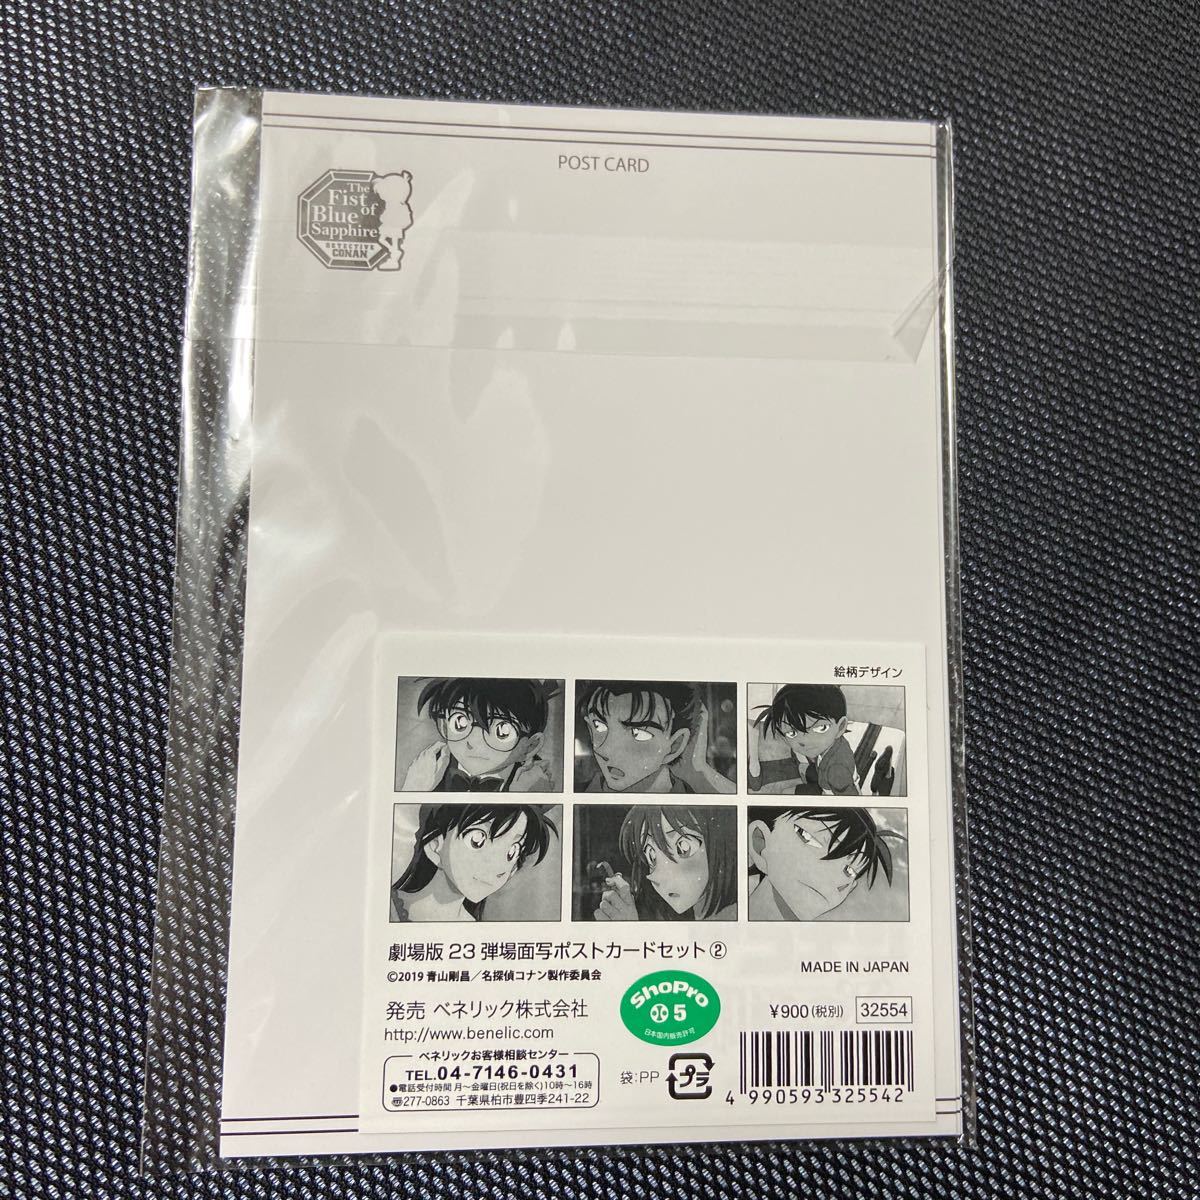 POST CARD
The
Fist
of
Blue
Sapphire
DETECTIVE
CONAN
絵柄デザイン
劇場版 23 弾場面写ポストカードセット②
©2019 青山剛昌／名探偵コナン製作委員会
MADE IN JAPAN
発売 ベネリック株式会社
http://www.benelic.com
ShoPro
5
日本国内販売許可
¥900(税別) 32554
ベネリックお客様相談センター
TEL.04-7146-0431
●電話受付時間 月〜金曜日(祝日を除く)10時〜16時
〠277-0863 千葉県柏市豊四季241-22
袋:PP
プラ
4 990593 325542